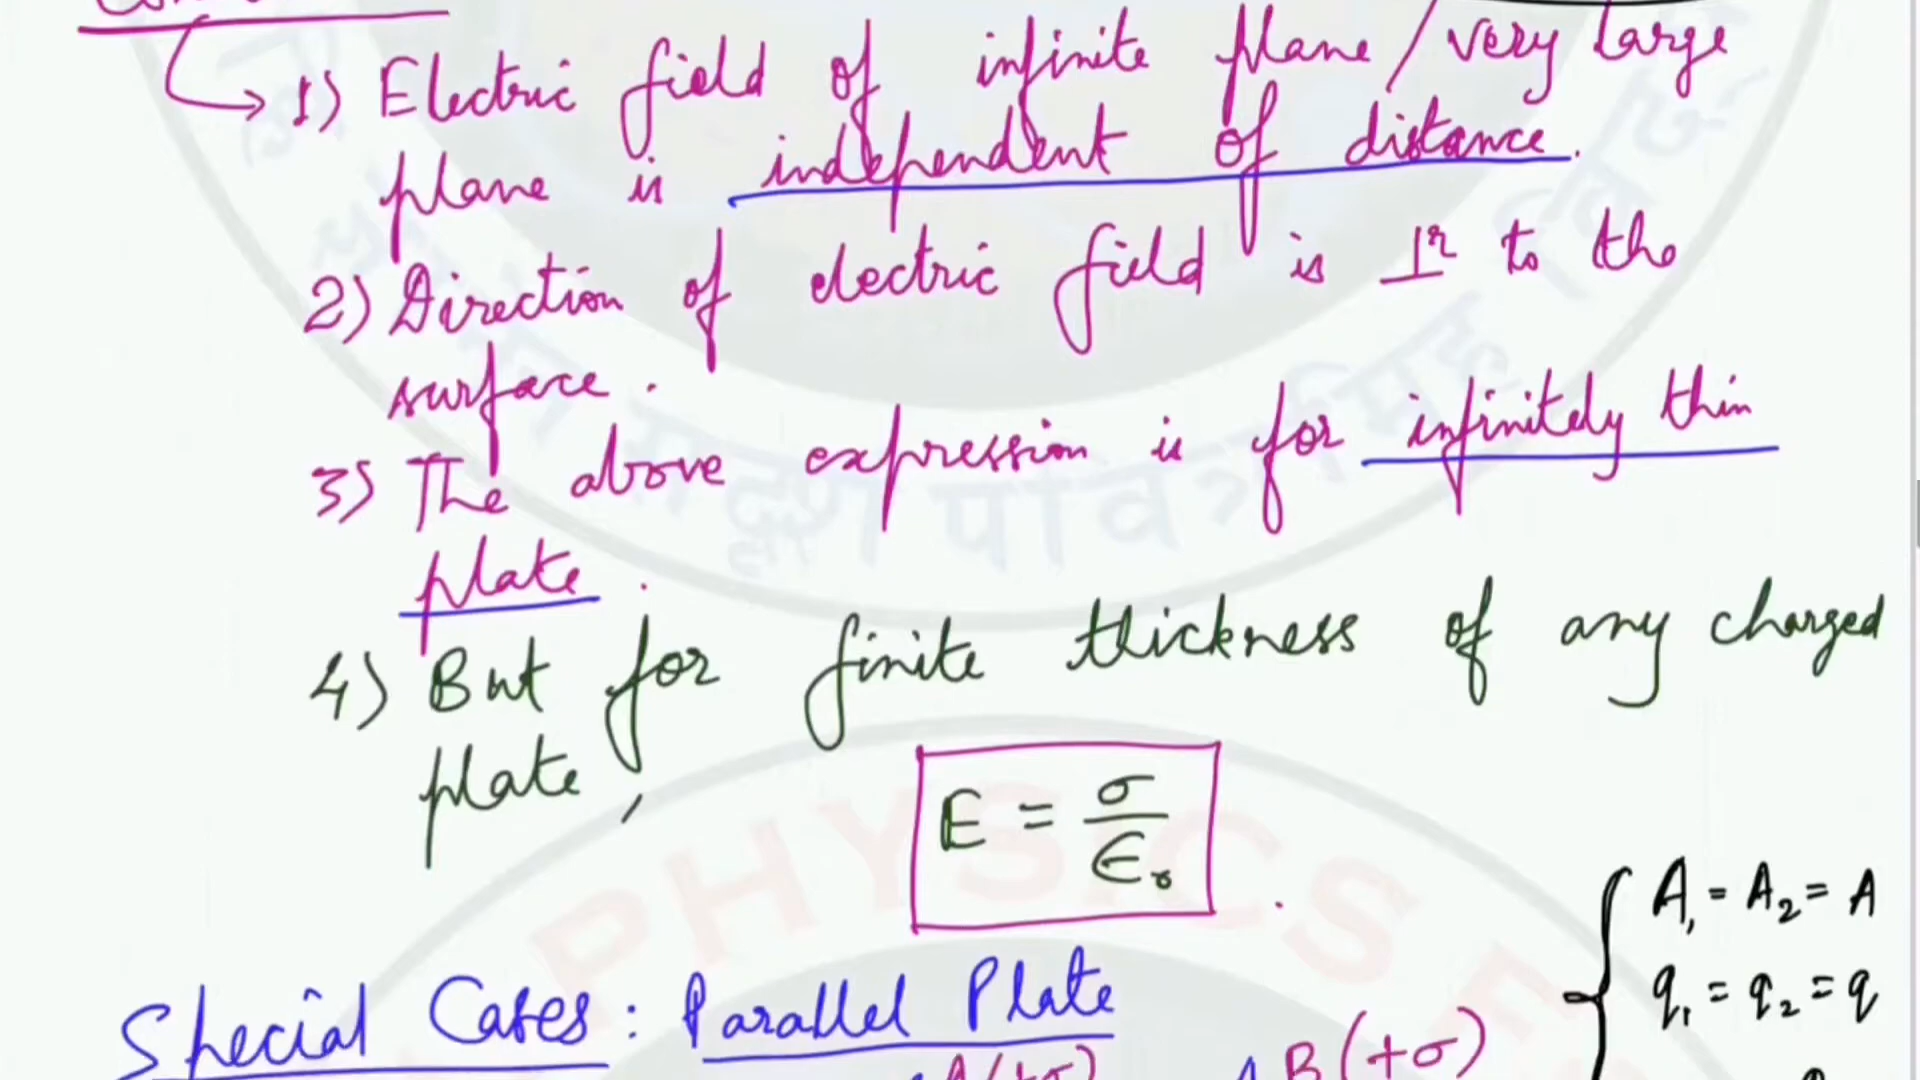 1) Electric field of infinite plane / very large
plane is independent of distance.
2) Direction of electric field is ⊥r to the
surface.
3) The above expression is for infinitely thin
plate.
4) But for finite thickness of any charged
plate,
E = σ/ε₀
A₁ = A₂ = A
q₁ = q₂ = q
Special Cases : Parallel Plate
A(+σ) B(+σ)
PHYSICS